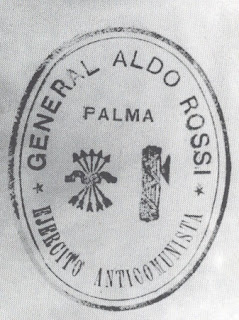 GENERAL ALDO ROSSI
PALMA
EJERCITO ANTICOMUNISTA